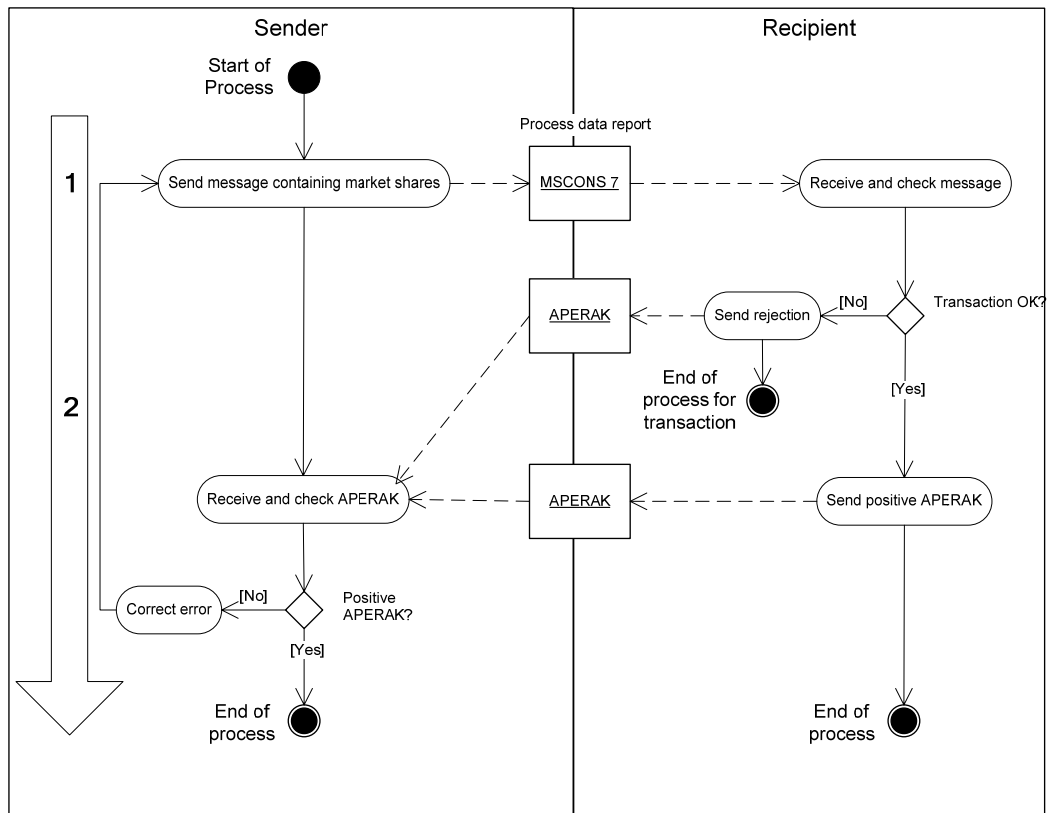 Sender
Recipient
Start of
Process
Process data report
1
Send message containing market shares
MSCONS 7
Receive and check message
APERAK
Send rejection
[No]
Transaction OK?
End of
process for
transaction
[Yes]
2
Receive and check APERAK
APERAK
Send positive APERAK
Correct error
[No]
Positive
APERAK?
[Yes]
End of
process
End of
process